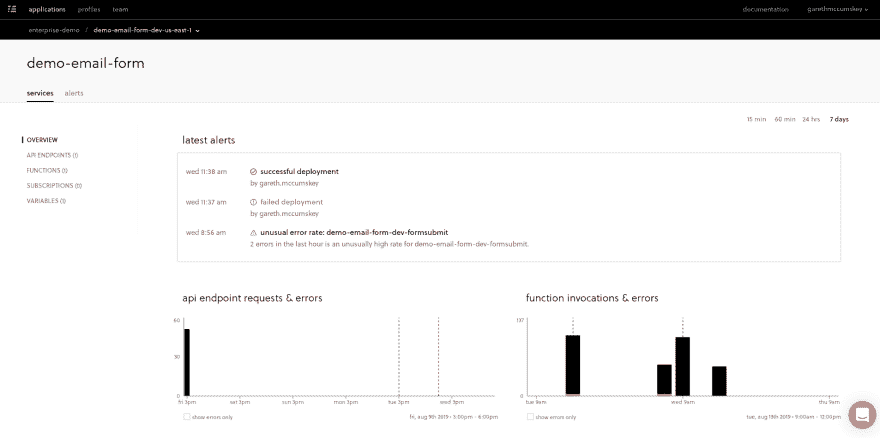 applications profiles team documentation garethmccumskey
enterprise-demo / demo-email-form-dev-us-east-1
demo-email-form
services alerts
15 min 60 min 24 hrs 7 days
OVERVIEW
API ENDPOINTS (1)
FUNCTIONS (1)
SUBSCRIPTIONS (11)
VARIABLES (1)
latest alerts
wed 11:38 am successful deployment
by gareth.mccumskey
wed 11:37 am failed deployment
by gareth.mccumskey
wed 8:56 am unusual error rate: demo-email-form-dev-formsubmit
2 errors in the last hour is an unusually high rate for demo-email-form-dev-formsubmit.
api endpoint requests & errors
60
30
0
fri 3pm sat 3pm sun 3pm mon 3pm tue 3pm wed 3pm
show errors only fri, aug 9th 2019 • 3:00pm - 6:00pm
function invocations & errors
137
0
tue 9am wed 9am thu 9am
show errors only tue, aug 13th 2019 • 9:00am - 12:00pm